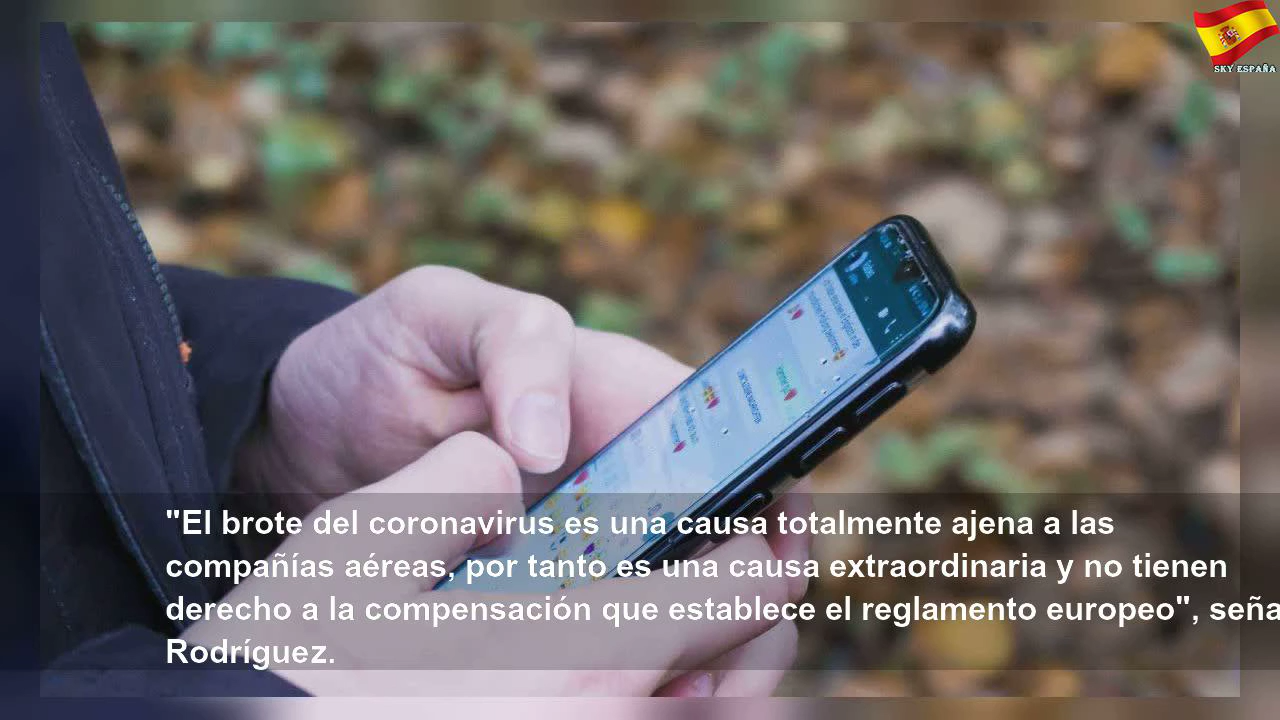 SKY ESPAÑA
"El brote del coronavirus es una causa totalmente ajena a las
compañías aéreas, por tanto es una causa extraordinaria y no tienen
derecho a la compensación que establece el reglamento europeo", seña
Rodríguez.